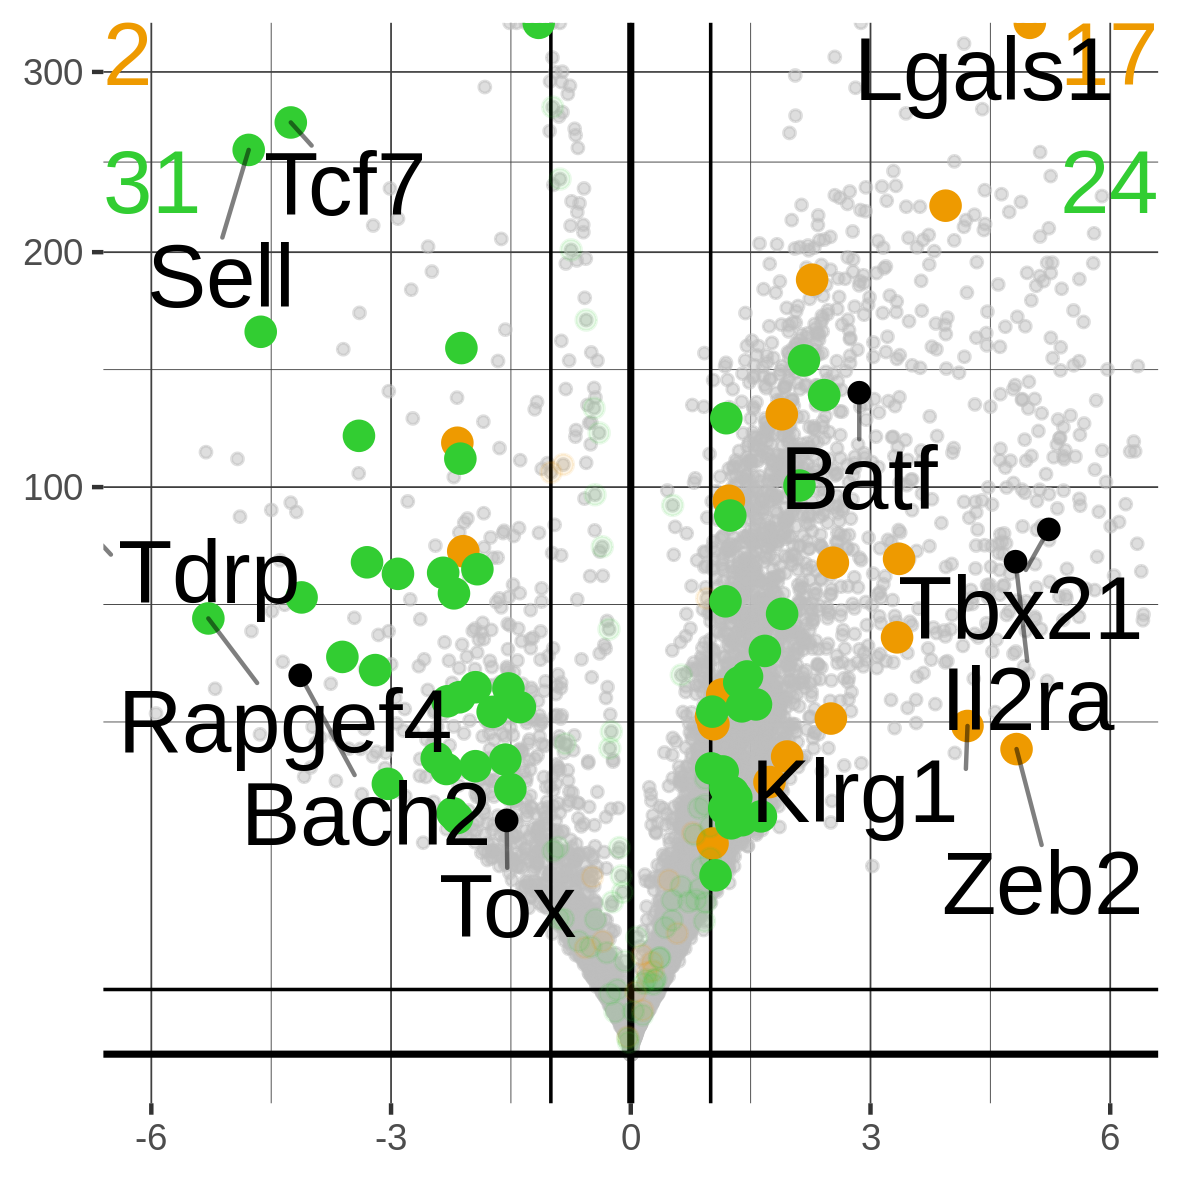 2
17
Lgals1
300
Tcf7
31
24
200
Sell
Batf
100
Tdrp
Tbx21
Rapgef4
Il2ra
Bach2
Klrg1
Tox
Zeb2
-6
-3
0
3
6